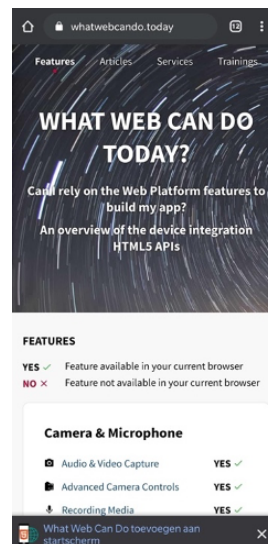 whatwebcando.today
12
Features Articles Services Trainings
WHAT WEB CAN DO
TODAY?
Can I rely on the Web Platform features to
build my app?
An overview of the device integration
HTML5 APIs
FEATURES
YES ✓ Feature available in your current browser
NO × Feature not available in your current browser
Camera & Microphone
Audio & Video Capture YES ✓
Advanced Camera Controls YES ✓
Recording Media YES ✓
What Web Can Do toevoegen aan
startscherm